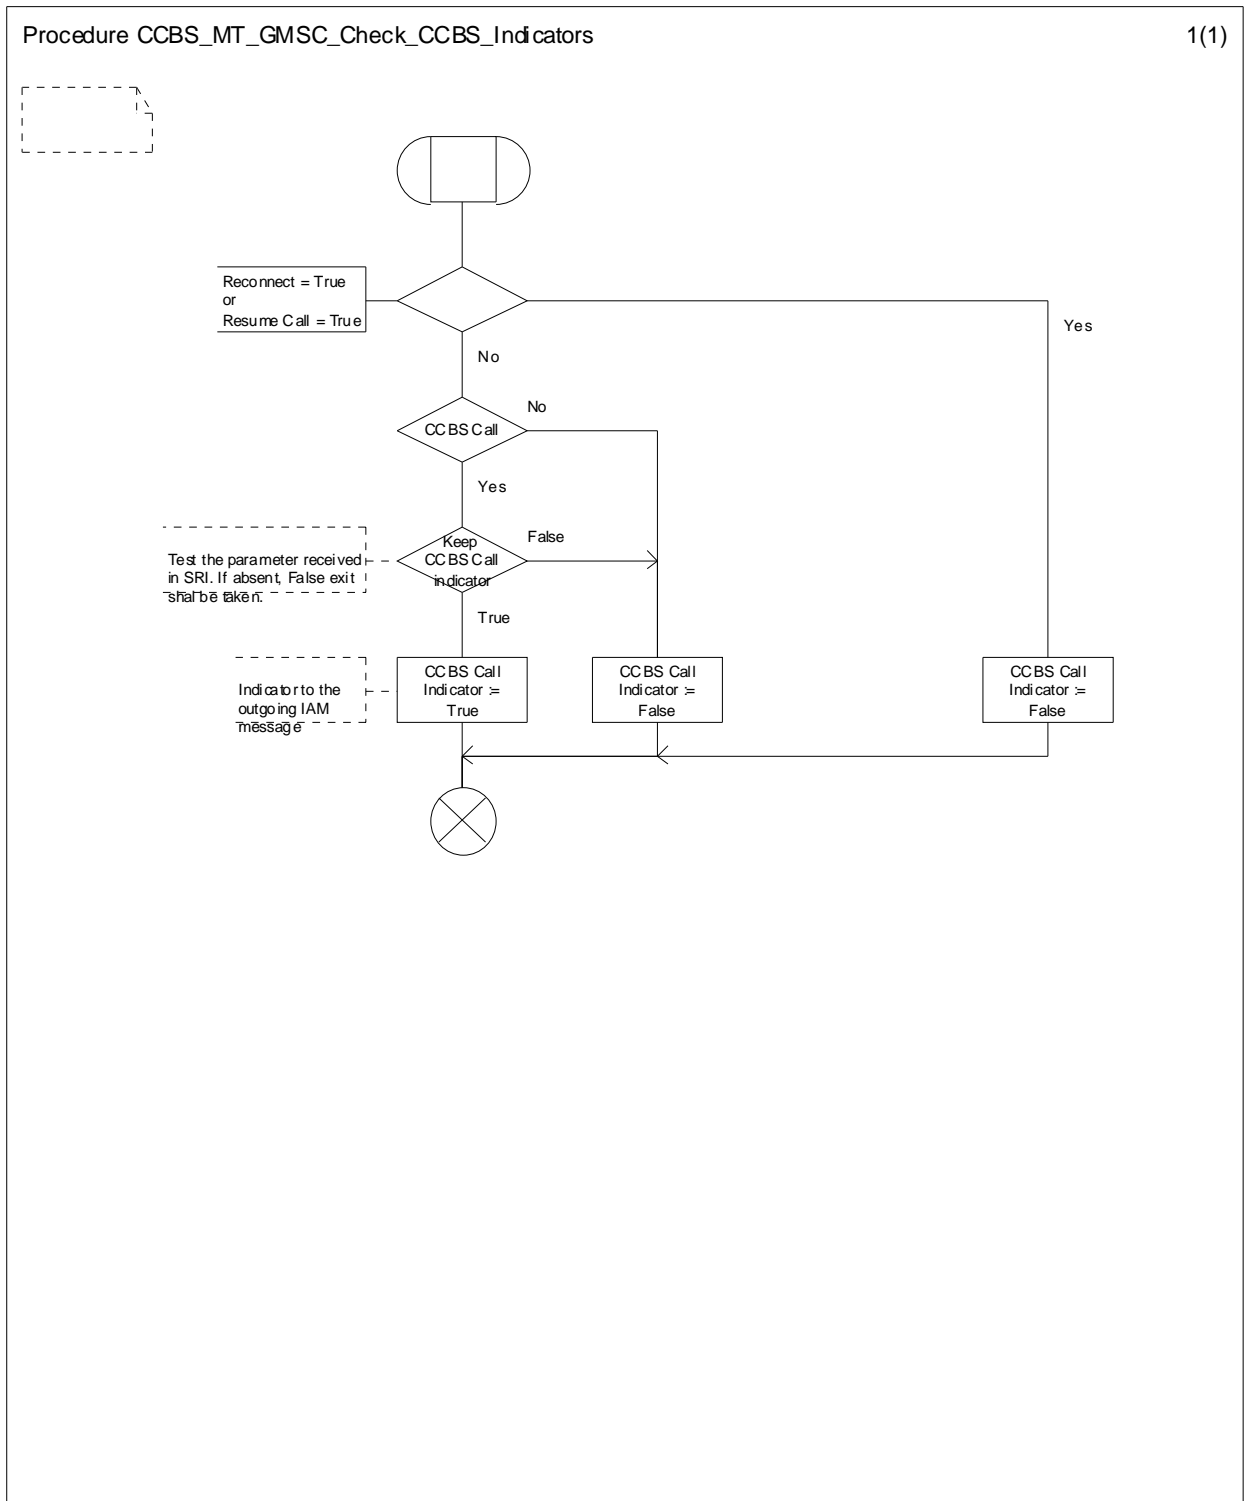 Procedure CCBS_MT_GMSC_Check_CCBS_Indicators
1(1)
Reconnect = True
or
Resume Call = True
Yes
No
No
CCBS Call
Yes
Keep
CCBS Call
indicator
False
Test the parameter received
in SRI. If absent, False exit
shal be taken.
True
CCBS Call
Indicator :=
True
CCBS Call
Indicator :=
False
CCBS Call
Indicator :=
False
Indicator to the
outgoing IAM
message